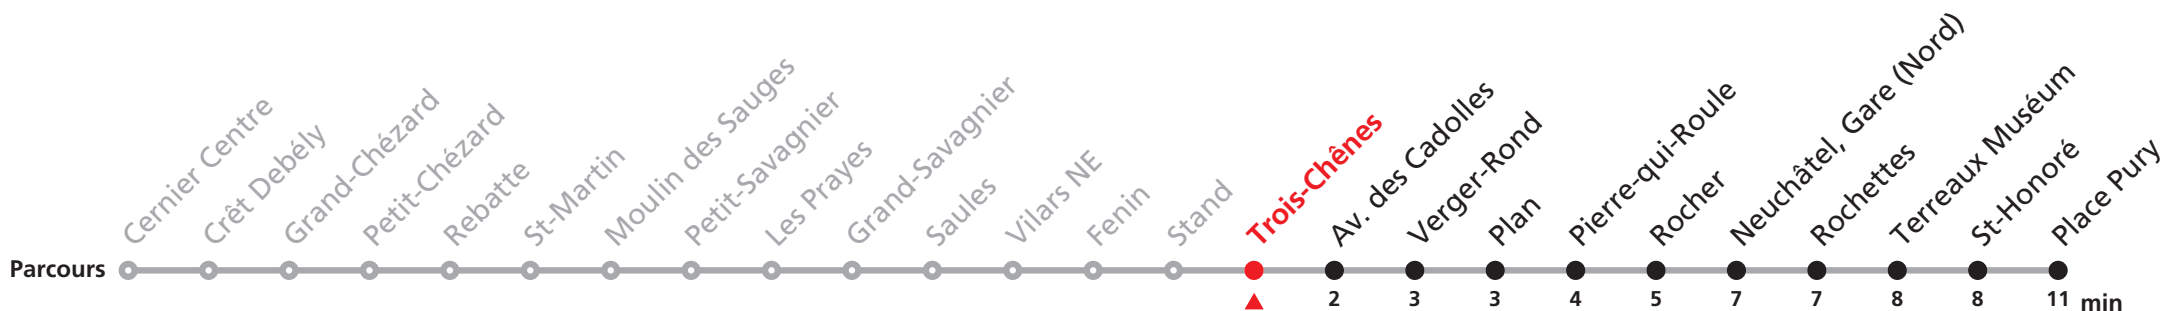 Parcours
Cernier Centre
Crêt Debély
Grand-Chézard
Petit-Chézard
Rebatte
St-Martin
Moulin des Sauges
Petit-Savagnier
Les Prayes
Grand-Savagnier
Saules
Vilars NE
Fenin
Stand
Trois-Chênes
Av. des Cadolles
Verger-Rond
Plan
Pierre-qui-Roule
Rocher
Neuchâtel, Gare (Nord)
Rochettes
Terreaux Muséum
St-Honoré
Place Pury
2 3 3 4 5 7 7 8 8 11 min